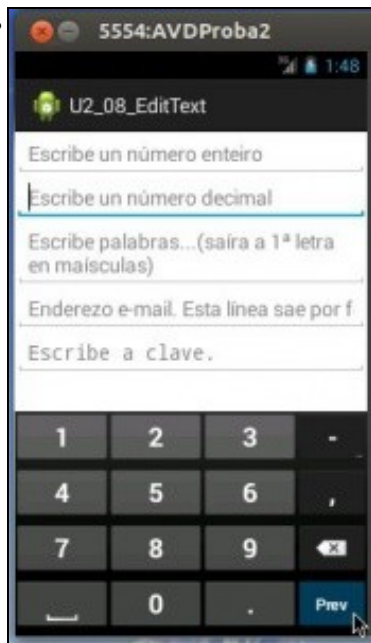 5554:AVDProba2
3G 1:48
U2_08_EditText
Escribe un número enteiro
Escribe un número decimal
Escribe palabras...(saíra a 1ª letra
en maísculas)
Enderezo e-mail. Esta línea sae por f
Escribe a clave.
1 2 3 -
4 5 6 ,
7 8 9
0 . Prev